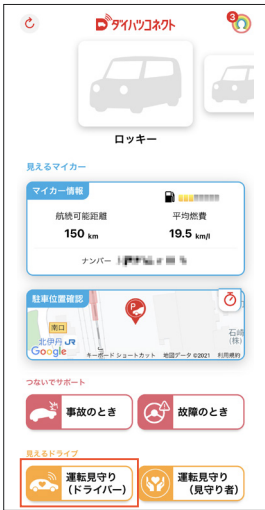 3
ダイハツコネクト
ロッキー
見えるマイカー
マイカー情報
航続可能距離
平均燃費
150 km
19.5 km/l
ナンバー
駐車位置確認
南口
北伊丹 JR
石崎
(株)
Google
キーボード ショートカット 地図データ ©2021 利用規約
つないでサポート
事故のとき
故障のとき
見えるドライブ
運転見守り
(ドライバー)
運転見守り
(見守り者)